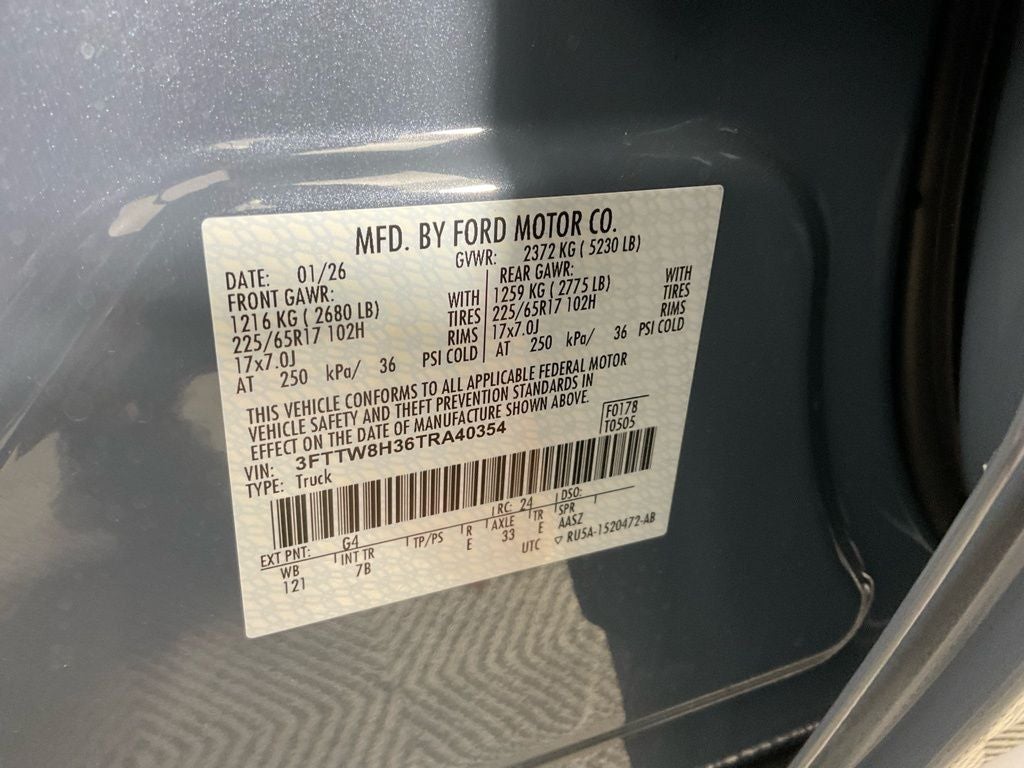 MFD. BY FORD MOTOR CO.
DATE: 01/26 GVWR: 2372 KG ( 5230 LB)
FRONT GAWR: REAR GAWR:
1216 KG ( 2680 LB) WITH 1259 KG ( 2775 LB) WITH
225/65R17 102H TIRES 225/65R17 102H TIRES
17x7.0J RIMS 17x7.0J RIMS
AT 250 kPa/ 36 PSI COLD AT 250 kPa/ 36 PSI COLD
THIS VEHICLE CONFORMS TO ALL APPLICABLE FEDERAL MOTOR
VEHICLE SAFETY AND THEFT PREVENTION STANDARDS IN
EFFECT ON THE DATE OF MANUFACTURE SHOWN ABOVE.
F0178
T0505
VIN: 3FTTW8H36TRA40354
TYPE: Truck
EXT PNT: G4 RC: 24 DSO:
WB INT TR TP/PS R AXLE TR SPR
121 7B E 33 E AASZ
UTC ▽ RU5A-1520472-AB